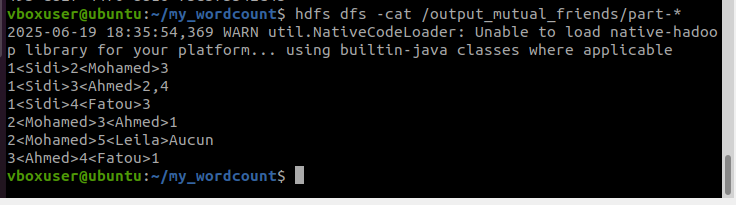 vboxuser@ubuntu:~/my_wordcount$ hdfs dfs -cat /output_mutual_friends/part-*
2025-06-19 18:35:54,369 WARN util.NativeCodeLoader: Unable to load native-hadoo
p library for your platform... using builtin-java classes where applicable
1<Sidi>2<Mohamed>3
1<Sidi>3<Ahmed>2,4
1<Sidi>4<Fatou>3
2<Mohamed>3<Ahmed>1
2<Mohamed>5<Leila>Aucun
3<Ahmed>4<Fatou>1
vboxuser@ubuntu:~/my_wordcount$